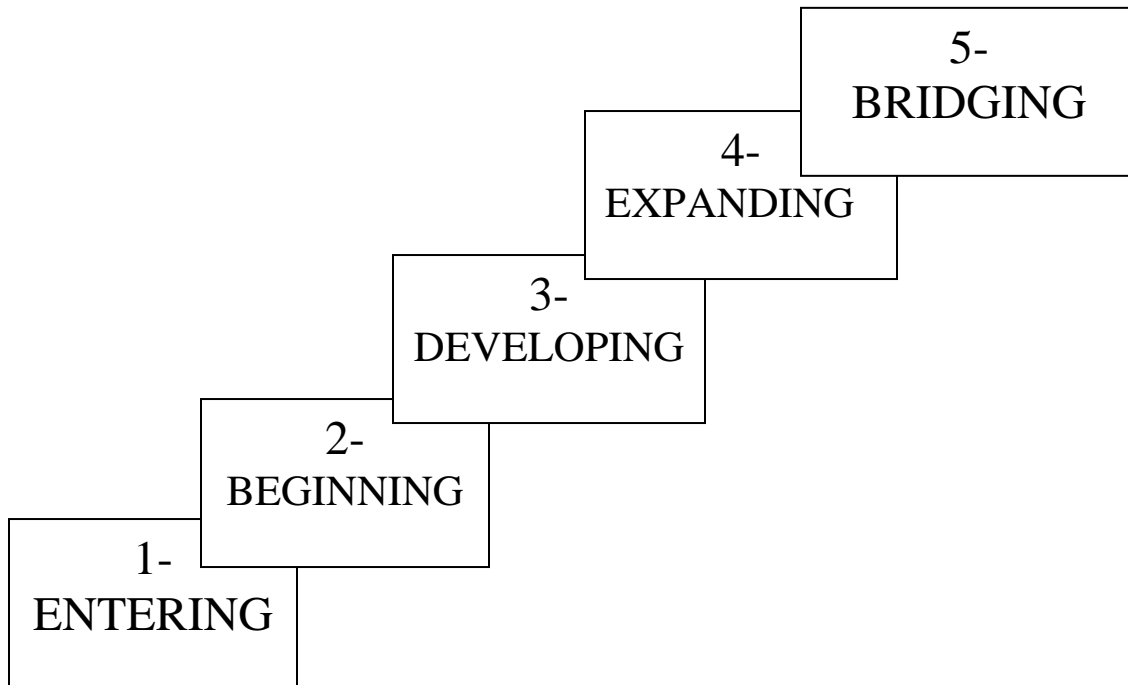 5-
BRIDGING
4-
EXPANDING
3-
DEVELOPING
2-
BEGINNING
1-
ENTERING